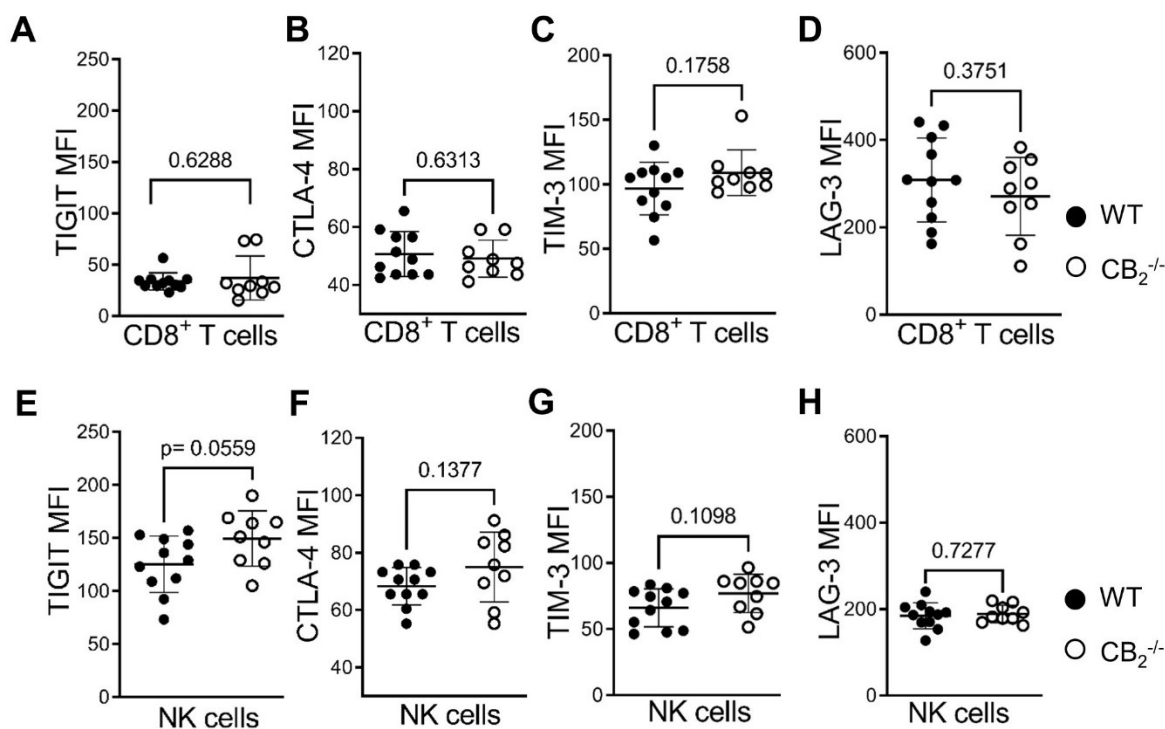 A
TIGIT MFI
250
200
150
100
50
0
0.6288
CD8⁺ T cells
B
CTLA-4 MFI
120
100
80
60
40
0.6313
CD8⁺ T cells
C
TIM-3 MFI
200
150
100
50
0
0.1758
CD8⁺ T cells
D
LAG-3 MFI
600
400
200
0
0.3751
CD8⁺ T cells
WT
CB₂⁻/⁻
E
TIGIT MFI
250
200
150
100
50
0
p= 0.0559
NK cells
F
CTLA-4 MFI
120
100
80
60
40
0.1377
NK cells
G
TIM-3 MFI
200
150
100
50
0
0.1098
NK cells
H
LAG-3 MFI
600
400
200
0
0.7277
NK cells
WT
CB₂⁻/⁻